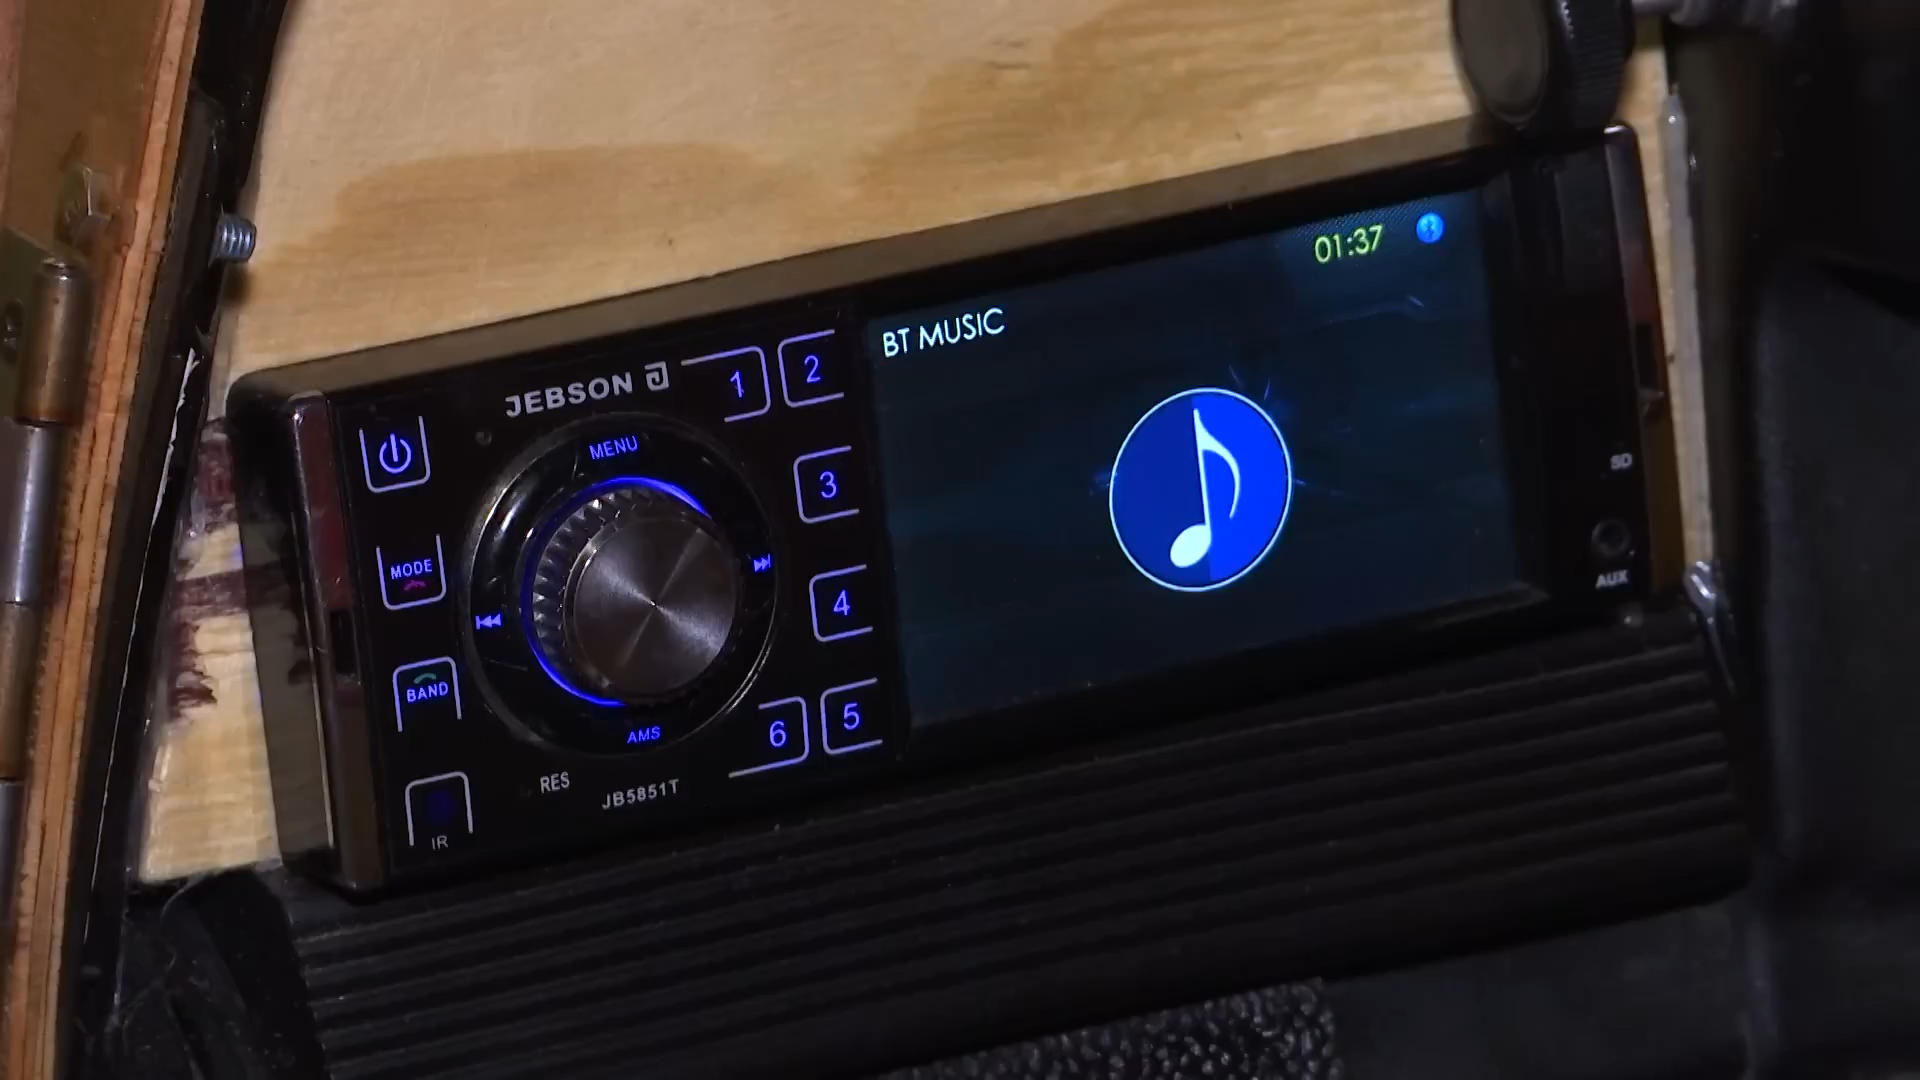 JEBSON
MENU
MODE
BAND
AMS
RES
JB5851T
IR
1
2
3
4
5
6
BT MUSIC
01:37
SD
AUX